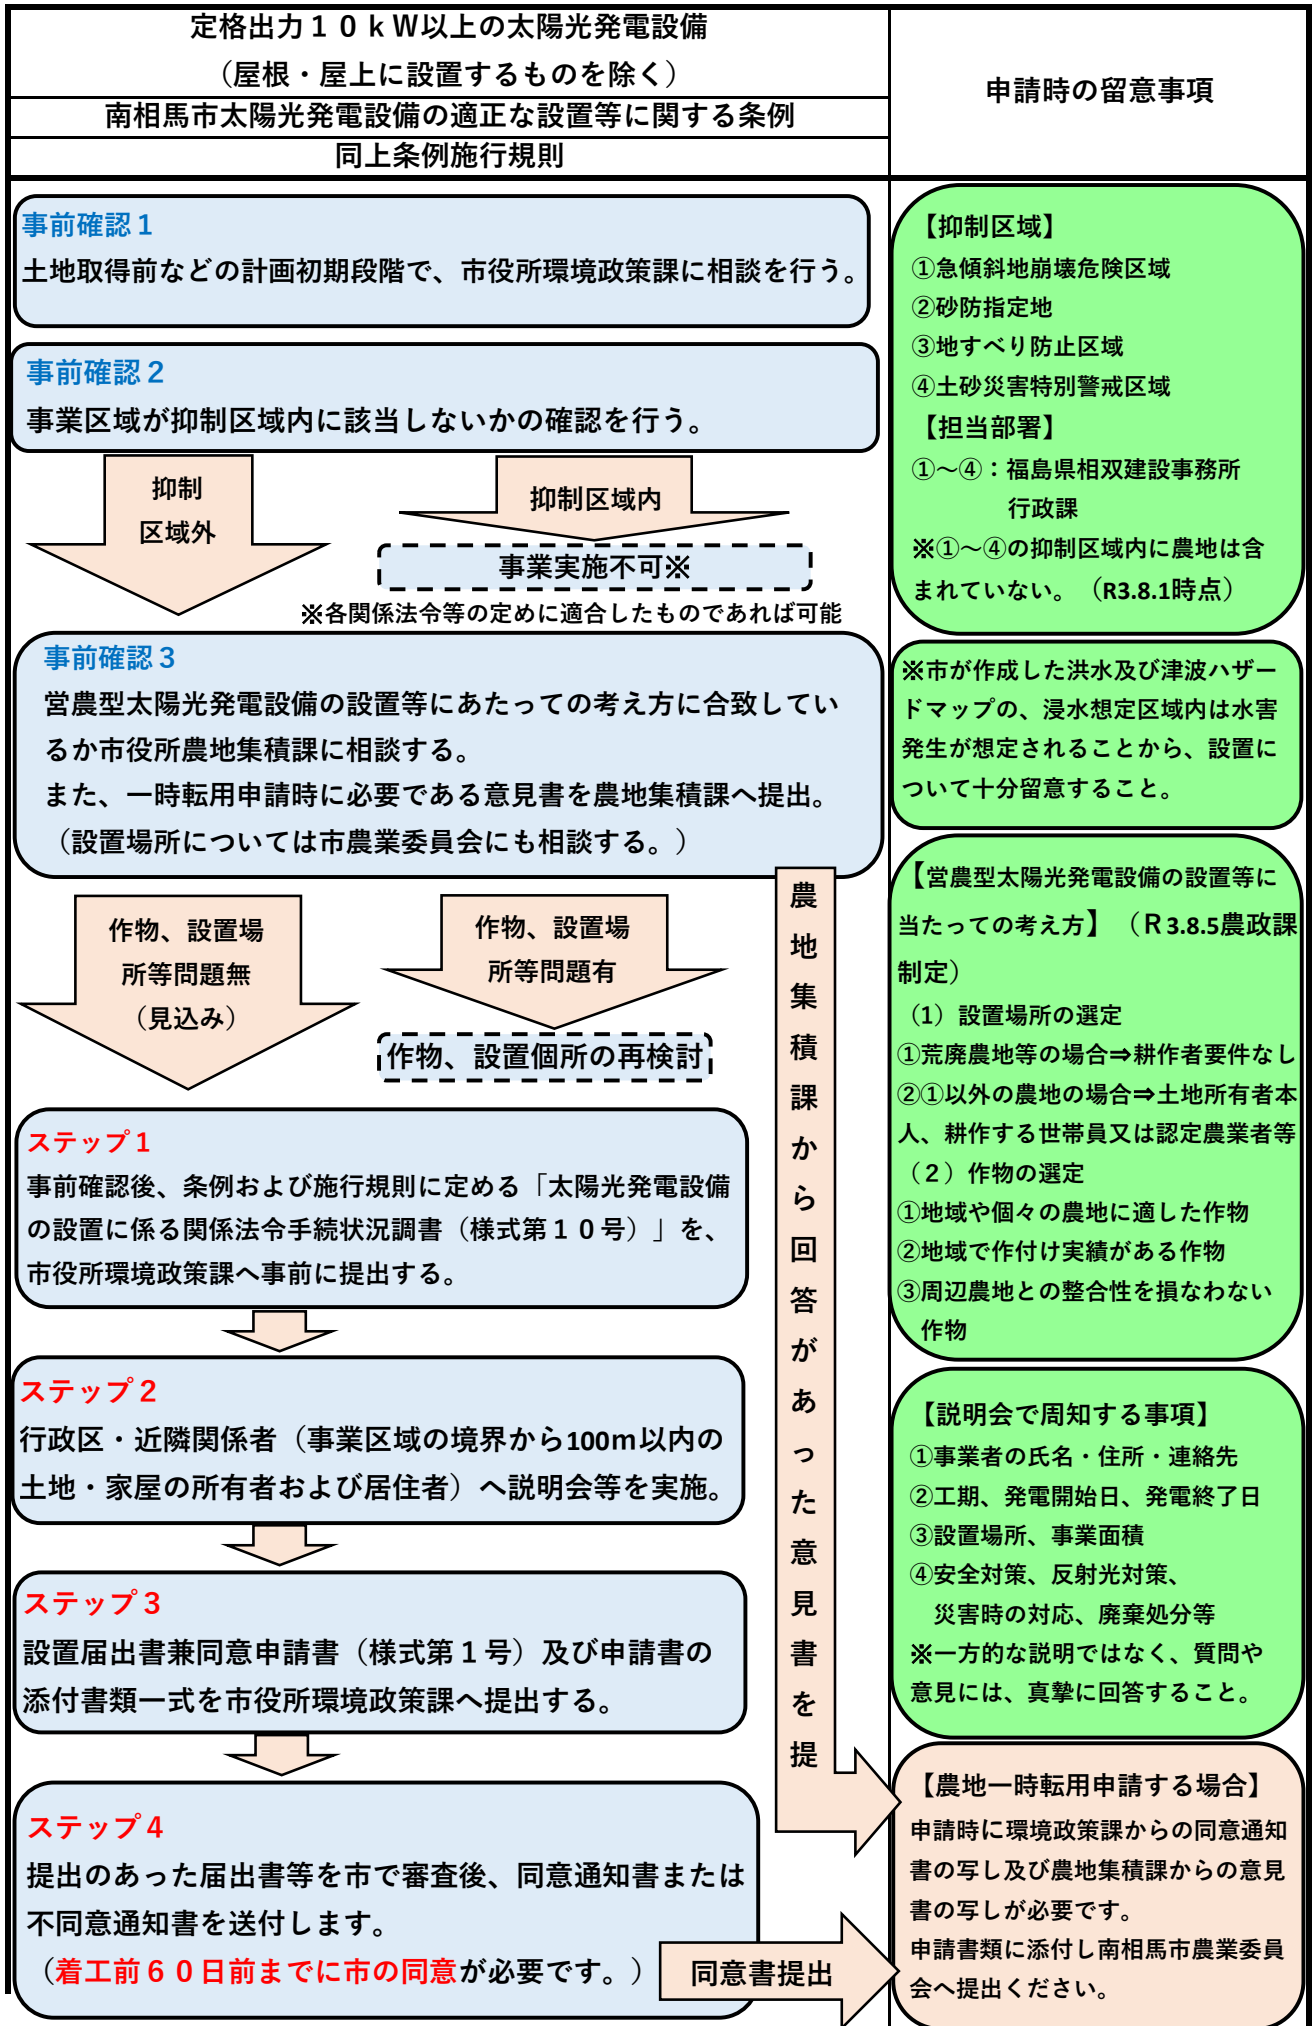 定格出力１０ｋＷ以上の太陽光発電設備
（屋根・屋上に設置するものを除く）
南相馬市太陽光発電設備の適正な設置等に関する条例
同上条例施行規則
申請時の留意事項
事前確認１
土地取得前などの計画初期段階で、市役所環境政策課に相談を行う。
事前確認２
事業区域が抑制区域内に該当しないかの確認を行う。
抑制
区域外
抑制区域内
事業実施不可※
※各関係法令等の定めに適合したものであれば可能
事前確認３
営農型太陽光発電設備の設置等にあたっての考え方に合致してい
るか市役所農地集積課に相談する。
また、一時転用申請時に必要である意見書を農地集積課へ提出。
（設置場所については市農業委員会にも相談する。）
作物、設置場
所等問題無
（見込み）
作物、設置場
所等問題有
作物、設置個所の再検討
農地集積課から回答があった意見書を提
ステップ１
事前確認後、条例および施行規則に定める「太陽光発電設備
の設置に係る関係法令手続状況調書（様式第１０号）」を、
市役所環境政策課へ事前に提出する。
ステップ２
行政区・近隣関係者（事業区域の境界から100ｍ以内の
土地・家屋の所有者および居住者）へ説明会等を実施。
ステップ３
設置届出書兼同意申請書（様式第１号）及び申請書の
添付書類一式を市役所環境政策課へ提出する。
ステップ４
提出のあった届出書等を市で審査後、同意通知書または
不同意通知書を送付します。
（着工前６０日前までに市の同意が必要です。）
同意書提出
【抑制区域】
①急傾斜地崩壊危険区域
②砂防指定地
③地すべり防止区域
④土砂災害特別警戒区域
【担当部署】
①～④：福島県相双建設事務所
行政課
※①～④の抑制区域内に農地は含
まれていない。（R3.8.1時点）
※市が作成した洪水及び津波ハザー
ドマップの、浸水想定区域内は水害
発生が想定されることから、設置に
ついて十分留意すること。
【営農型太陽光発電設備の設置等に
当たっての考え方】（Ｒ3.8.5農政課
制定）
（1）設置場所の選定
①荒廃農地等の場合⇒耕作者要件なし
②①以外の農地の場合⇒土地所有者本
人、耕作する世帯員又は認定農業者等
（２）作物の選定
①地域や個々の農地に適した作物
②地域で作付け実績がある作物
③周辺農地との整合性を損なわない
作物
【説明会で周知する事項】
①事業者の氏名・住所・連絡先
②工期、発電開始日、発電終了日
③設置場所、事業面積
④安全対策、反射光対策、
災害時の対応、廃棄処分等
※一方的な説明ではなく、質問や
意見には、真摯に回答すること。
【農地一時転用申請する場合】
申請時に環境政策課からの同意通知
書の写し及び農地集積課からの意見
書の写しが必要です。
申請書類に添付し南相馬市農業委員
会へ提出ください。